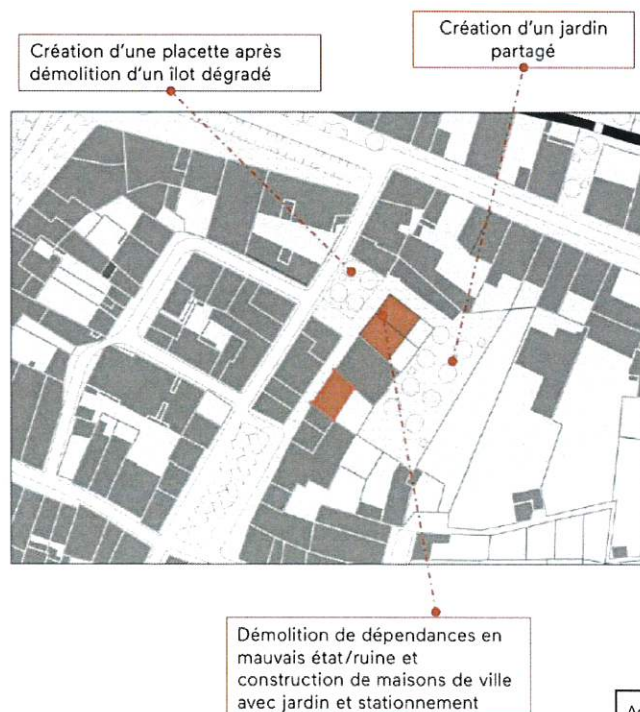 Création d'une placette après
démolition d'un îlot dégradé
Création d'un jardin
partagé
Démolition de dépendances en
mauvais état/ruine et
construction de maisons de ville
avec jardin et stationnement